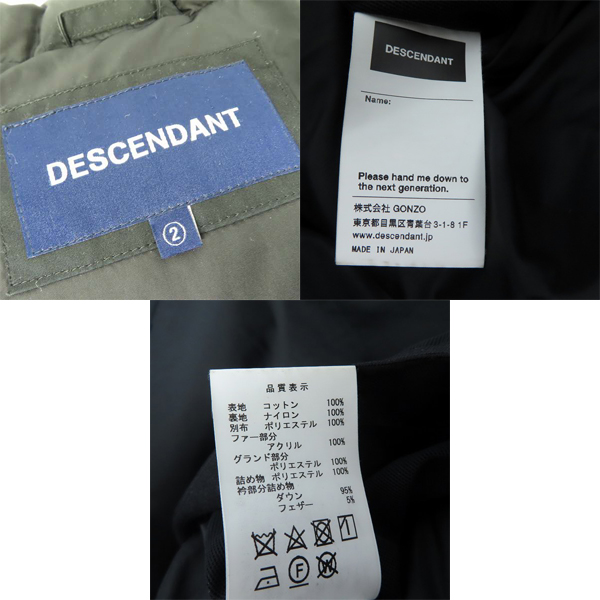 DESCENDANT
②
DESCENDANT
Name:
Please hand me down to
the next generation.
株式会社 GONZO
東京都目黒区青葉台3-1-8 1F
www.descendant.jp
MADE IN JAPAN
品質表示
表地 コットン 100%
裏地 ナイロン 100%
別布 ポリエステル 100%
ファー部分
アクリル 100%
グランド部分
ポリエステル 100%
詰め物 ポリエステル 100%
衿部分詰め物
ダウン 95%
フェザー 5%
F
W